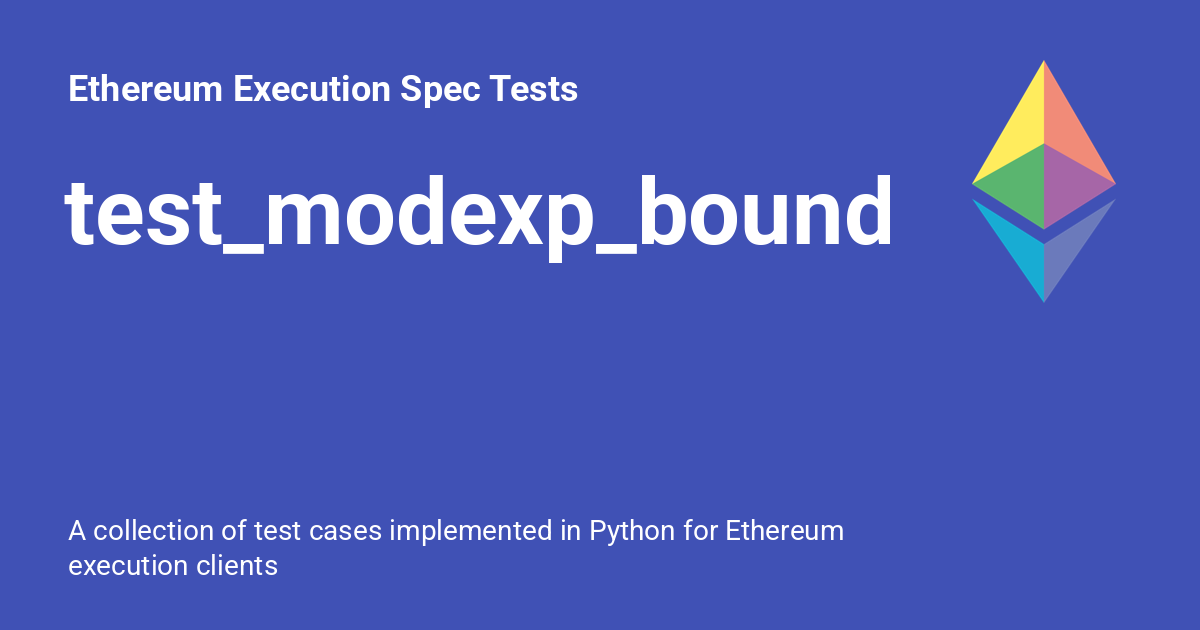 Ethereum Execution Spec Tests
test_modexp_bound
A collection of test cases implemented in Python for Ethereum
execution clients